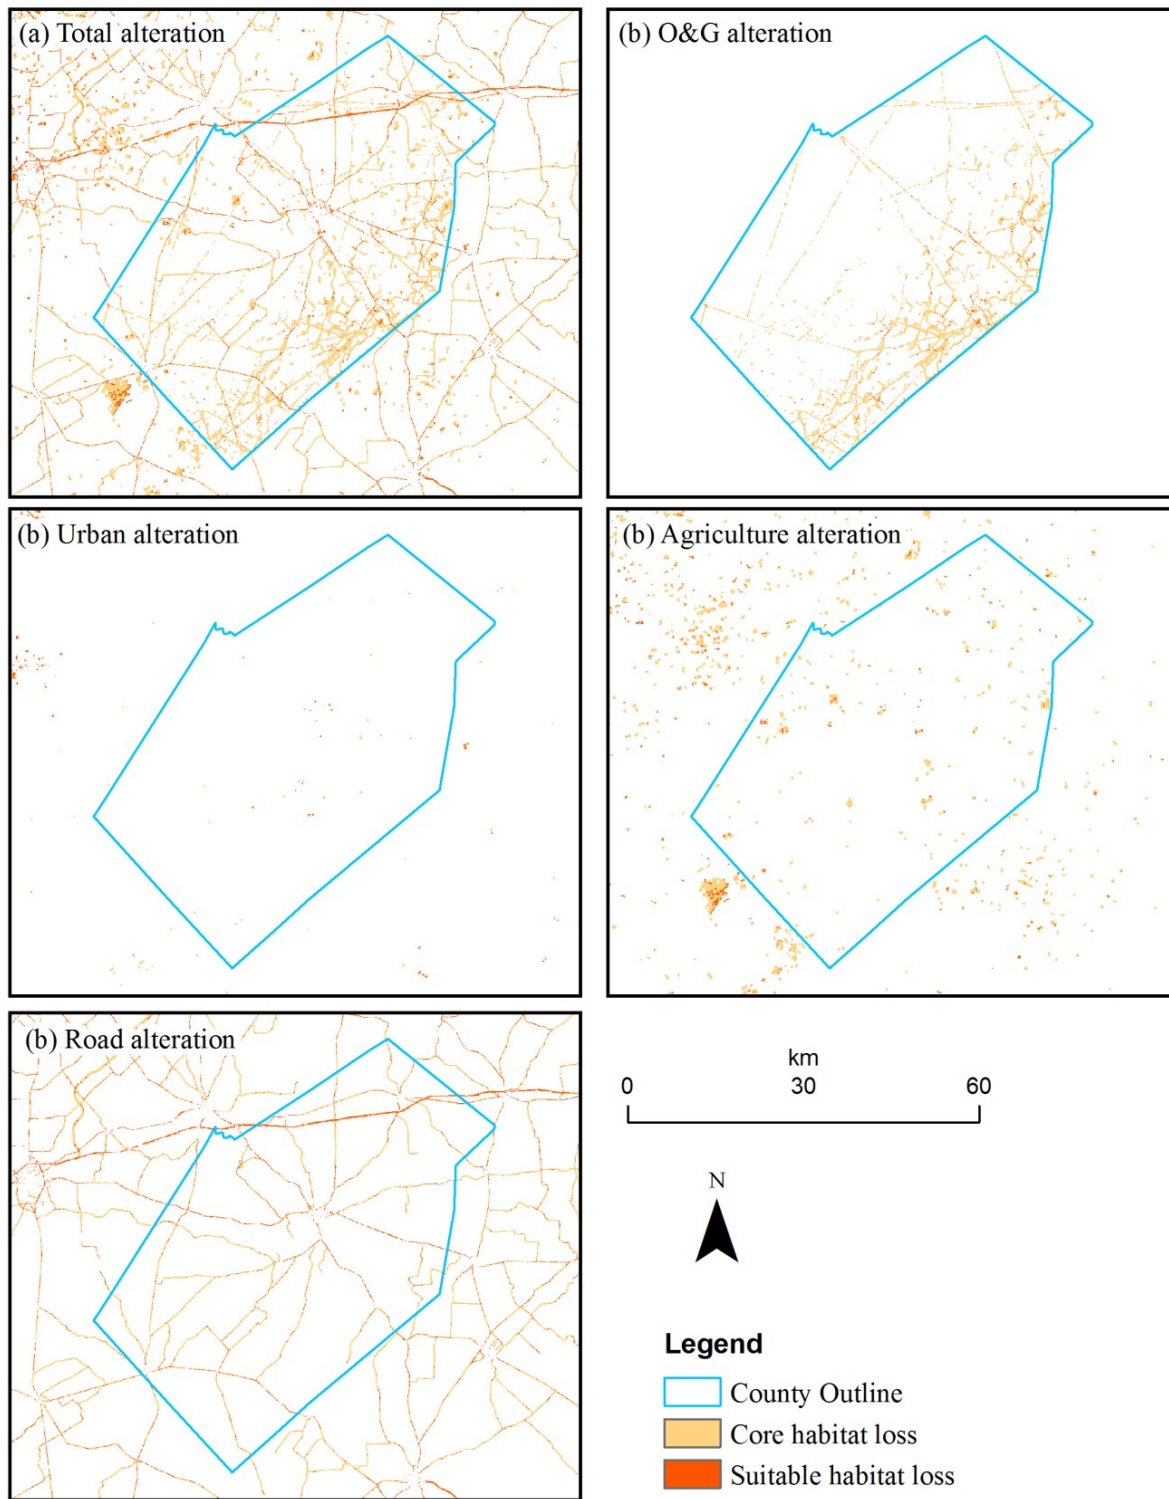 (a) Total alteration
(b) O&G alteration
(b) Urban alteration
(b) Agriculture alteration
(b) Road alteration
km
0 30 60
N
Legend
County Outline
Core habitat loss
Suitable habitat loss